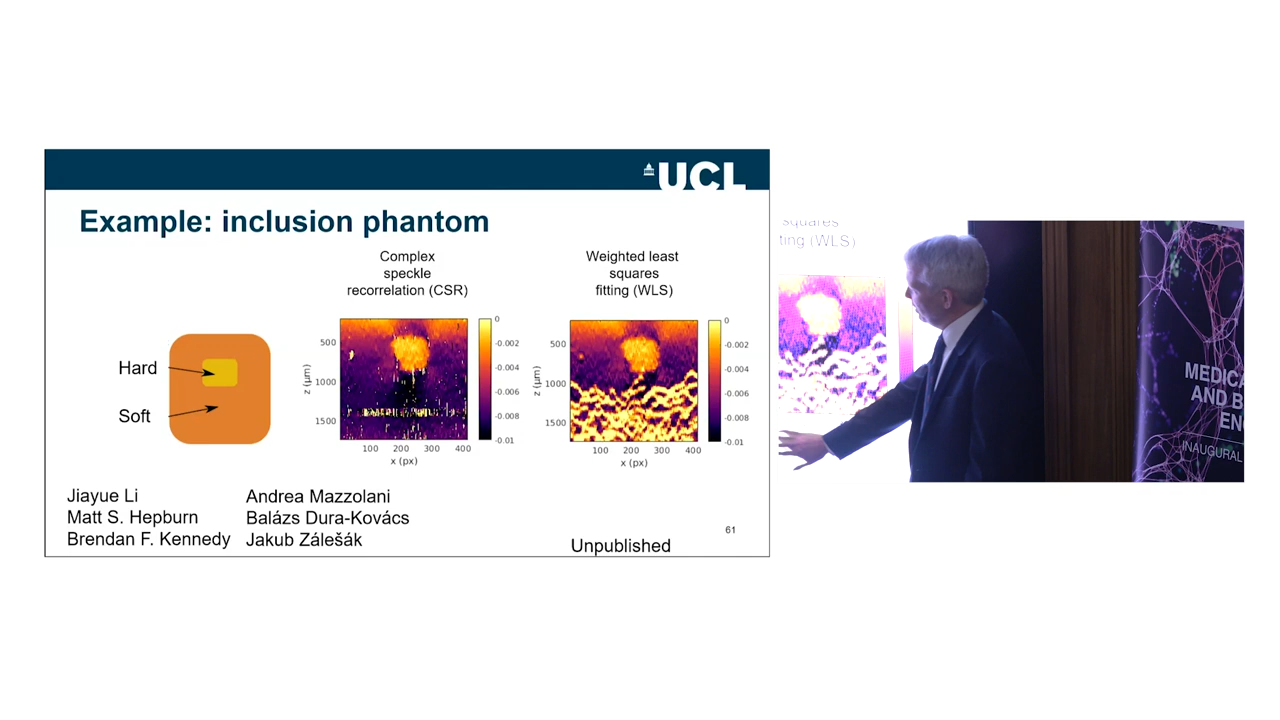 UCL
Example: inclusion phantom
Complex
speckle
recorrelation (CSR)
Weighted least
squares
fitting (WLS)
Hard
Soft
z (μm)
500
1000
1500
100 200 300 400
x (px)
0
-0.002
-0.004
-0.006
-0.008
-0.01
z (μm)
500
1000
1500
100 200 300 400
x (px)
0
-0.002
-0.004
-0.006
-0.008
-0.01
Jiayue Li
Matt S. Hepburn
Brendan F. Kennedy
Andrea Mazzolani
Balázs Dura-Kovács
Jakub Zálešák
Unpublished
61
squares
ting (WLS)
MEDICA
AND B
EN
INAUGURAL